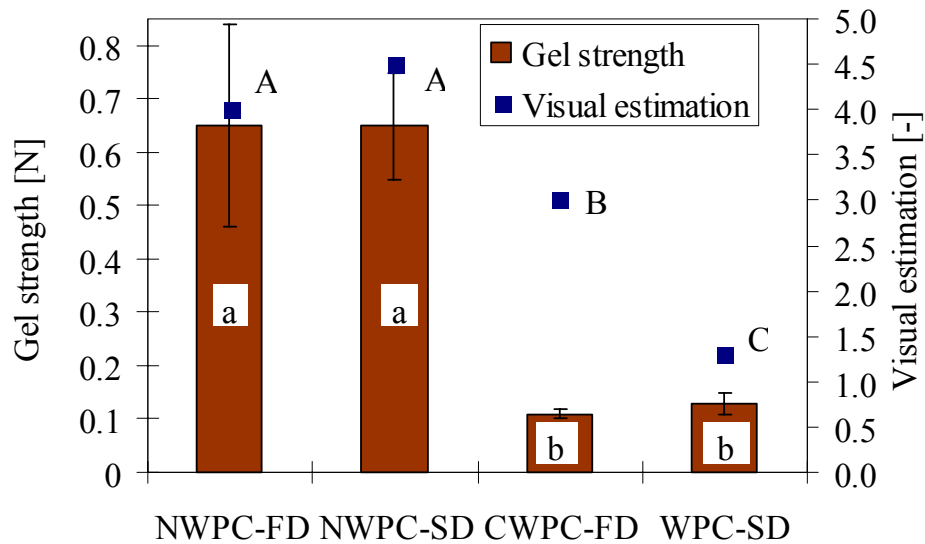 Gel strength [N]
0.8
0.7
0.6
0.5
0.4
0.3
0.2
0.1
0
A
A
B
C
a
a
b
b
Gel strength
Visual estimation
5.0
4.5
4.0
3.5
3.0
2.5
2.0
1.5
1.0
0.5
0.0
Visual estimation [-]
NWPC-FD NWPC-SD CWPC-FD WPC-SD